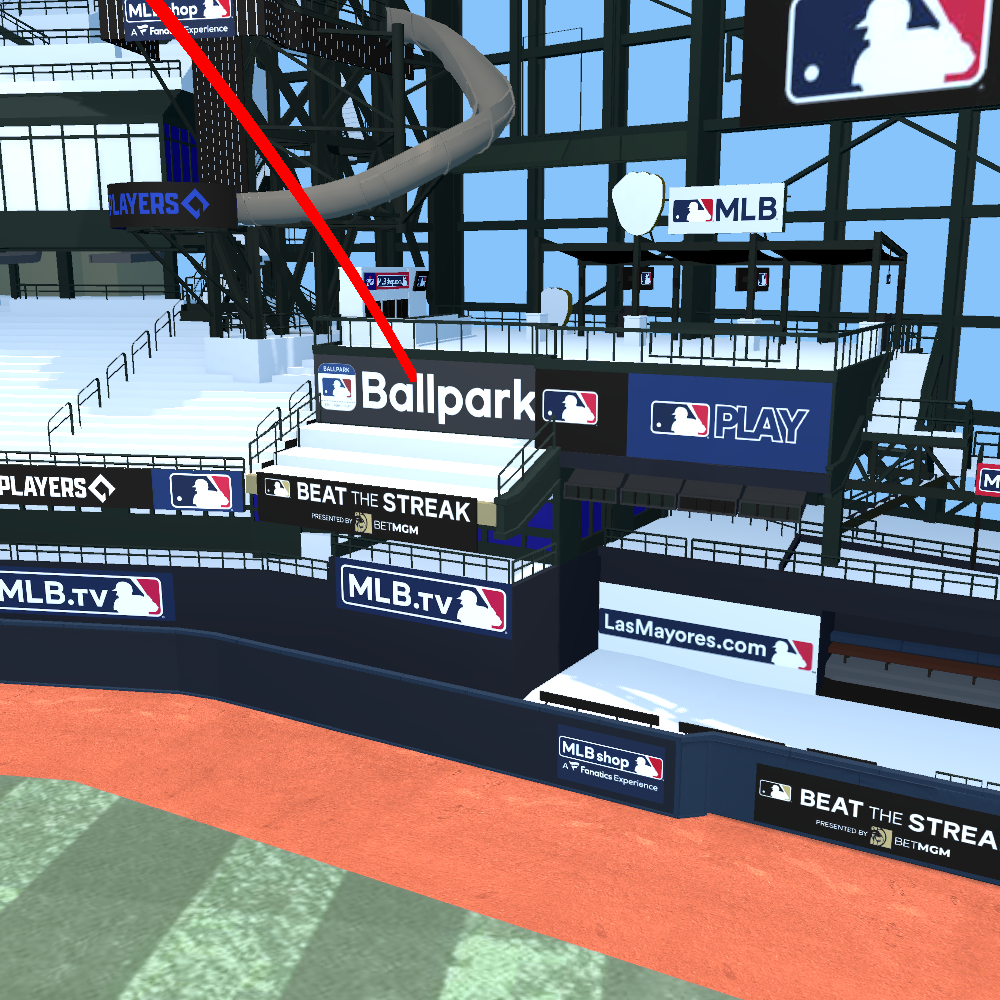 MLB shop
A Fanatics Experience
PLAYERS
MLB
BALLPARK
Ballpark
PLAY
PLAYERS
BEAT THE STREAK
PRESENTED BY BETMGM
MLB.TV
MLB.TV
LasMayores.com
MLB shop
A Fanatics Experience
BEAT THE STREA
PRESENTED BY BETMGM